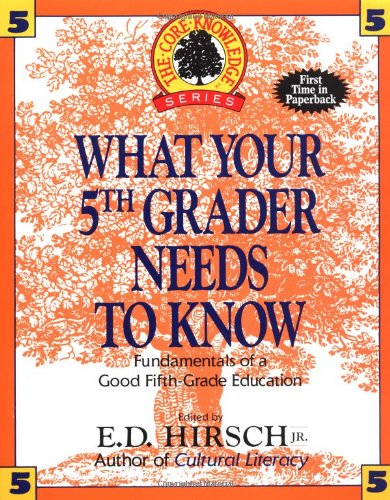 5 5
THE·CORE·KNOWLEDGE
SERIES
First
Time in
Paperback
WHAT YOUR
5TH GRADER
NEEDS
TO KNOW
Fundamentals of a
Good Fifth-Grade Education
Edited by
E.D. HIRSCH JR.
Author of Cultural Literacy
5 5